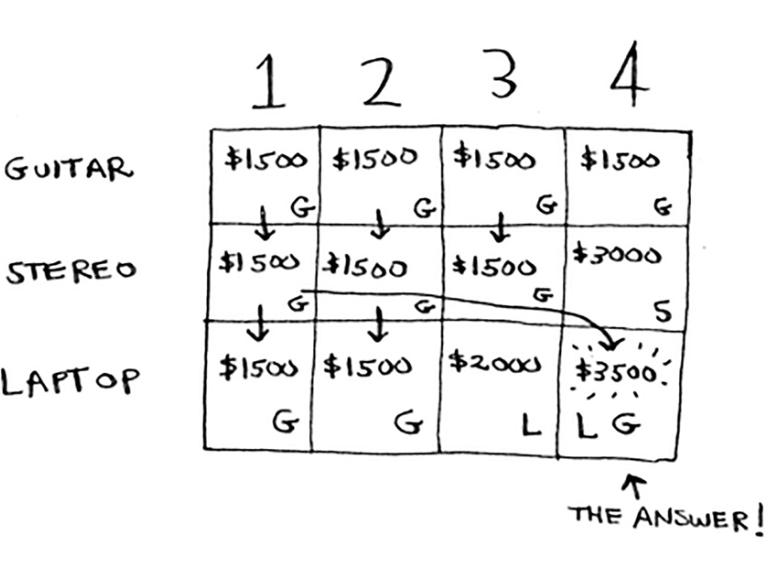 1 2 3 4
GUITAR $1500 $1500 $1500 $1500
G G G G
STEREO $1500 $1500 $1500 $3000
G G G S
LAPTOP $1500 $1500 $2000 $3500
G G L L G
THE ANSWER!